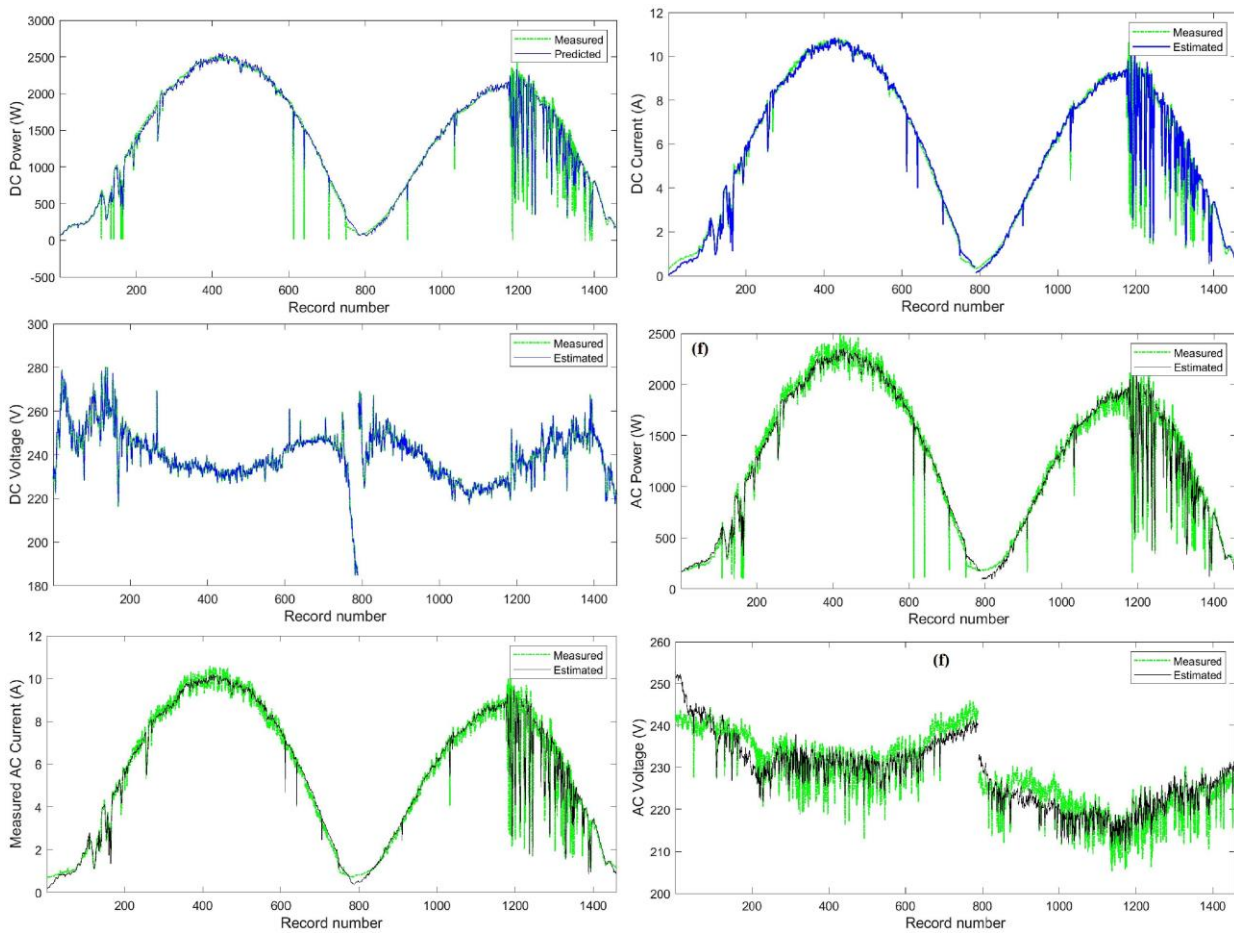 3000
2500
2000
1500
1000
500
0
-500
DC Power (W)
Measured
Predicted
200 400 600 800 1000 1200 1400
Record number
12
10
8
6
4
2
0
DC Current (A)
Measured
Estimated
200 400 600 800 1000 1200 1400
Record number
300
280
260
240
220
200
180
DC Voltage (V)
Measured
Estimated
200 400 600 800 1000 1200 1400
Record number
2500
2000
1500
1000
500
0
AC Power (W)
(f)
Measured
Estimated
200 400 600 800 1000 1200 1400
Record number
12
10
8
6
4
2
0
Measured AC Current (A)
Measured
Estimated
200 400 600 800 1000 1200 1400
Record number
260
250
240
230
220
210
200
AC Voltage (V)
(f)
Measured
Estimated
200 400 600 800 1000 1200 1400
Record number